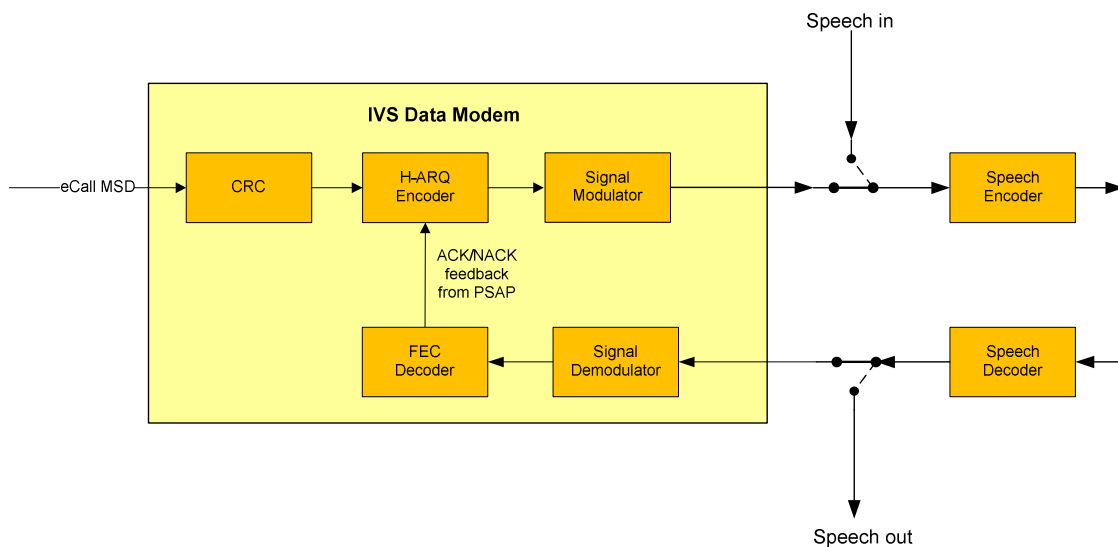 Speech in
IVS Data Modem
eCall MSD
CRC
H-ARQ
Encoder
Signal
Modulator
Speech
Encoder
ACK/NACK
feedback
from PSAP
FEC
Decoder
Signal
Demodulator
Speech
Decoder
Speech out